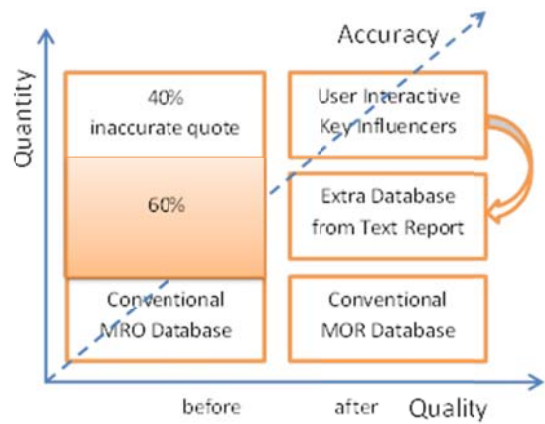 Accuracy
Quantity
40%
inaccurate quote
60%
Conventional
MRO Database
User Interactive
Key Influencers
Extra Database
from Text Report
Conventional
MOR Database
before
after
Quality